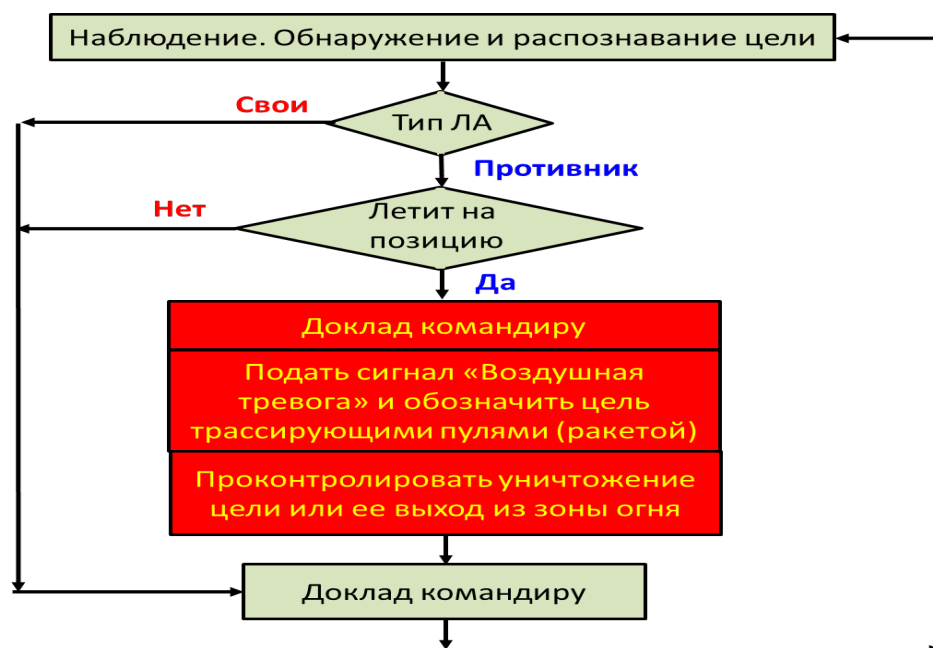 Наблюдение. Обнаружение и распознавание цели
Свои
Тип ЛА
Противник
Нет
Летит на
позицию
Да
Доклад командиру
Подать сигнал «Воздушная
тревога» и обозначить цель
трассирующими пулями (ракетой)
Проконтролировать уничтожение
цели или ее выход из зоны огня
Доклад командиру